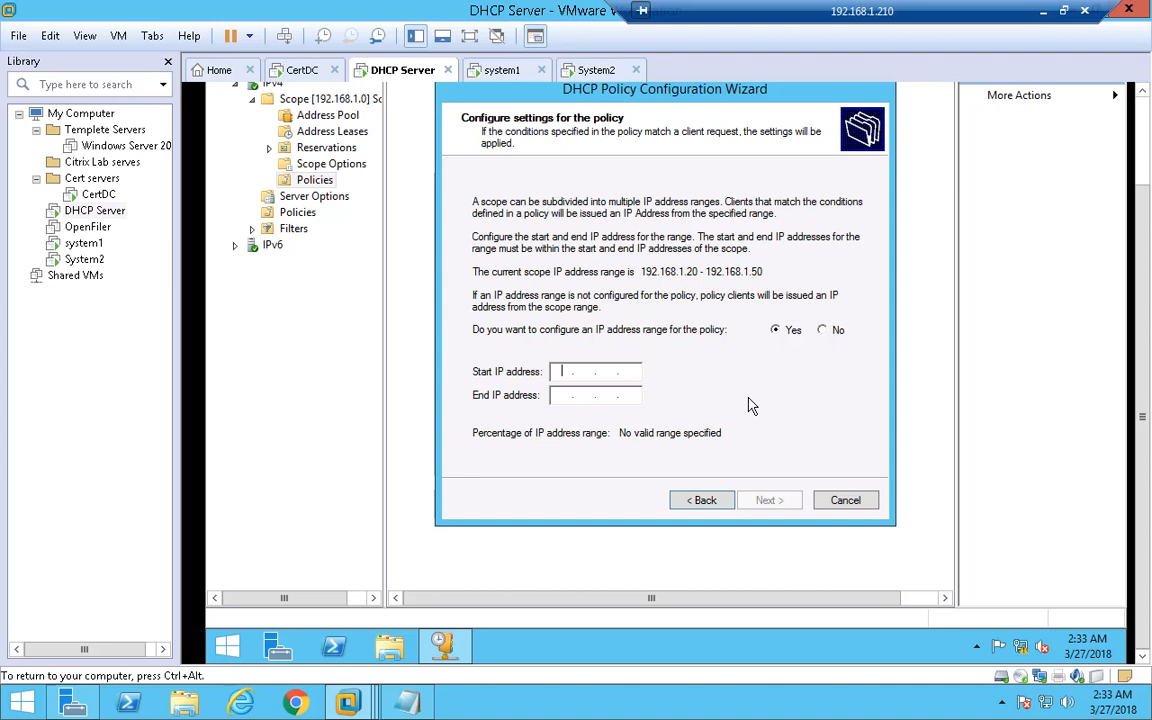 DHCP Server - VMware W
192.168.1.210
File Edit View VM Tabs Help
Library
Type here to search
My Computer
Template Servers
Windows Server 20
Citrix Lab serves
Cert servers
CertDC
DHCP Server
OpenFiler
system1
System2
Shared VMs
Home
CertDC
DHCP Server
system1
System2
IPv4
Scope [192.168.1.0] Sc
Address Pool
Address Leases
Reservations
Scope Options
Policies
Server Options
Policies
Filters
IPv6
DHCP Policy Configuration Wizard
Configure settings for the policy
If the conditions specified in the policy match a client request, the settings will be
applied.
A scope can be subdivided into multiple IP address ranges. Clients that match the conditions
defined in a policy will be issued an IP Address from the specified range.
Configure the start and end IP address for the range. The start and end IP addresses for the
range must be within the start and end IP addresses of the scope.
The current scope IP address range is 192.168.1.20 - 192.168.1.50
If an IP address range is not configured for the policy, policy clients will be issued an IP
address from the scope range.
Do you want to configure an IP address range for the policy: Yes No
Start IP address: . . .
End IP address: . . .
Percentage of IP address range: No valid range specified
< Back Next > Cancel
More Actions
2:33 AM
3/27/2018
To return to your computer, press Ctrl+Alt.
2:33 AM
3/27/2018